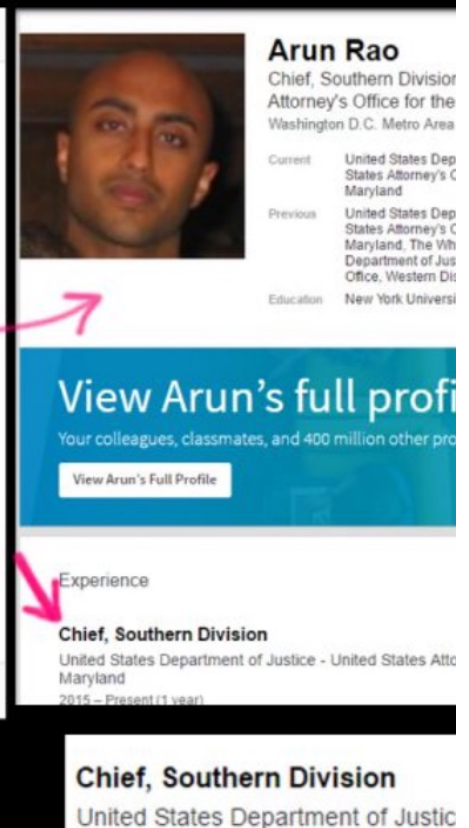 Arun Rao
Chief, Southern Division
Attorney's Office for the
Washington D.C. Metro Area
Current United States Dep
States Attorney's O
Maryland
Previous United States Dep
States Attorney's O
Maryland, The Wh
Department of Jus
Office, Western Dis
Education New York Universi
View Arun's full profi
Your colleagues, classmates, and 400 million other pro
View Arun's Full Profile
Experience
Chief, Southern Division
United States Department of Justice - United States Atto
Maryland
2015 – Present (1 year)
Chief, Southern Division
United States Department of Justic